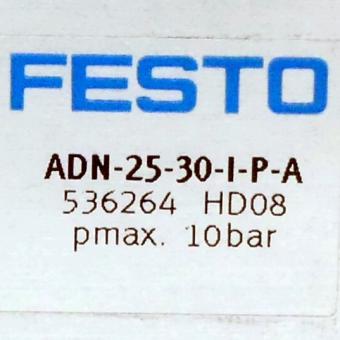 FESTO
ADN-25-30-I-P-A
536264 HD08
pmax. 10bar